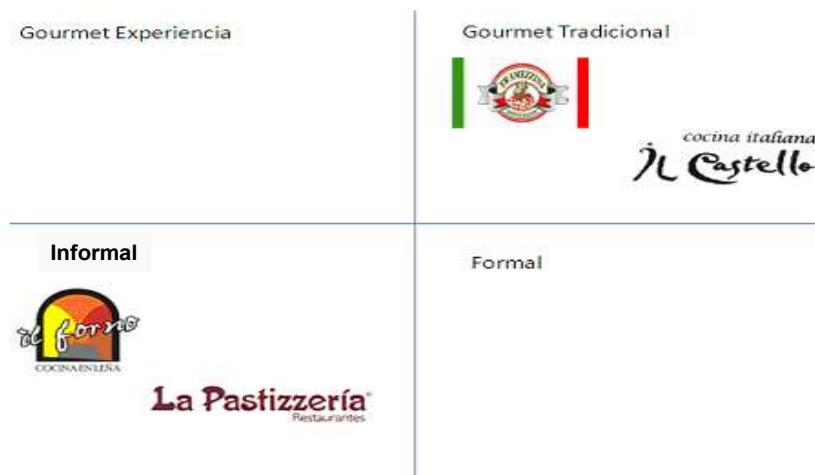 Gourmet Experiencia
Gourmet Tradicional
cocina italiana
il Castello
Informal
Formal
il forno
COCINA EN LEÑA
La Pastizzería
Restaurantes